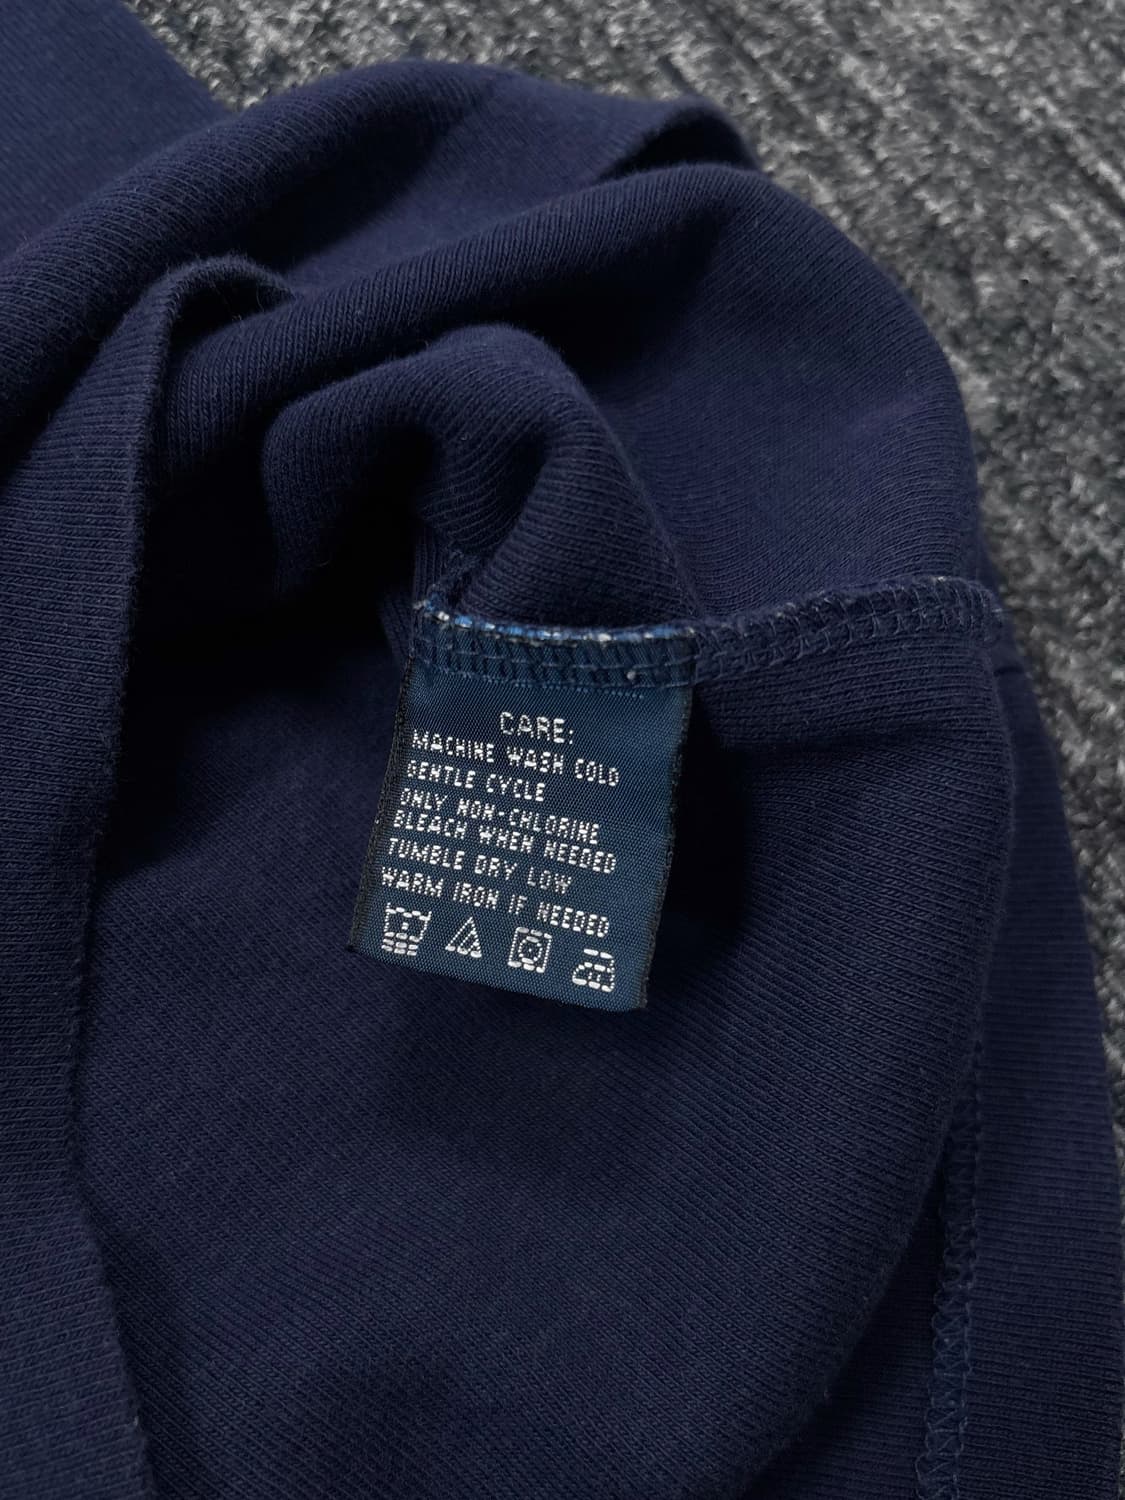 CARE:
MACHINE WASH COLD
GENTLE CYCLE
ONLY NON-CHLORINE
BLEACH WHEN NEEDED
TUMBLE DRY LOW
WARM IRON IF NEEDED